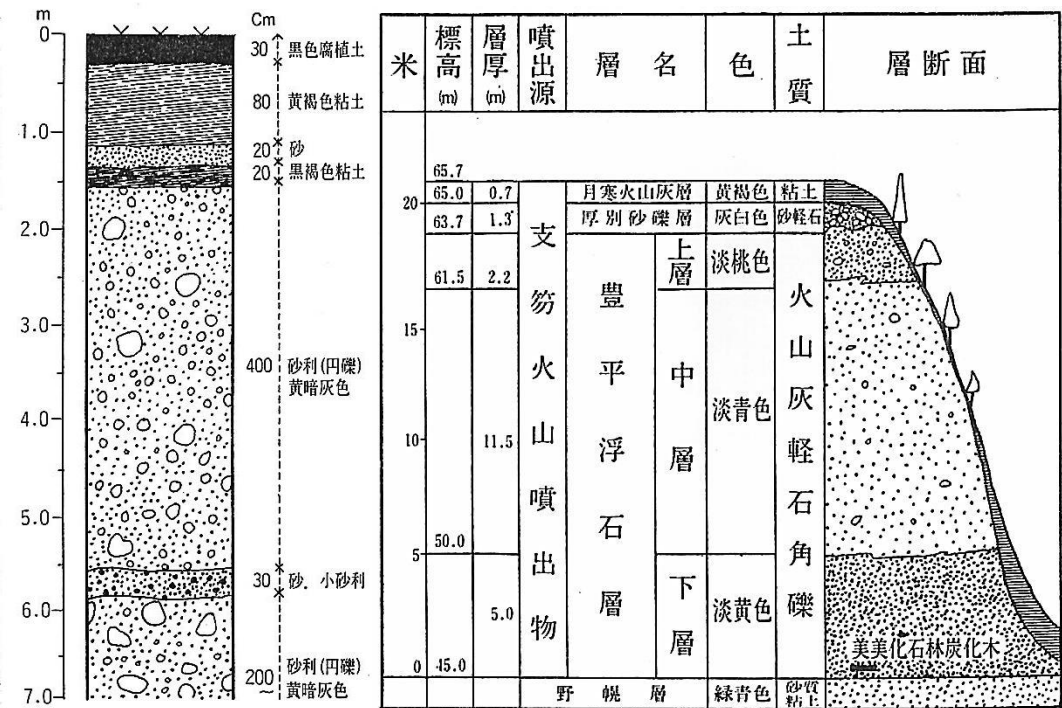 m
Cm
0
30 黒色腐植土
80 黄褐色粘土
1.0
20 砂
20 黒褐色粘土
2.0
3.0
400 砂利(円礫)
黄暗灰色
4.0
5.0
30 砂．小砂利
6.0
200 砂利(円礫)
～ 黄暗灰色
7.0
米 標高(m) 層厚(m) 噴出源 層名 色 土質 層断面
65.7
20 65.0 0.7 月寒火山灰層 黄褐色 粘土
63.7 1.3 厚別砂礫層 灰白色 砂軽石
61.5 2.2 上層 淡桃色
15
支笏火山噴出物
豊平浮石層
火山灰軽石角礫
10 11.5 中層 淡青色
5 50.0
5.0 下層 淡黄色
美美化石林炭化木
0 45.0
野幌層 緑青色 砂質粘土